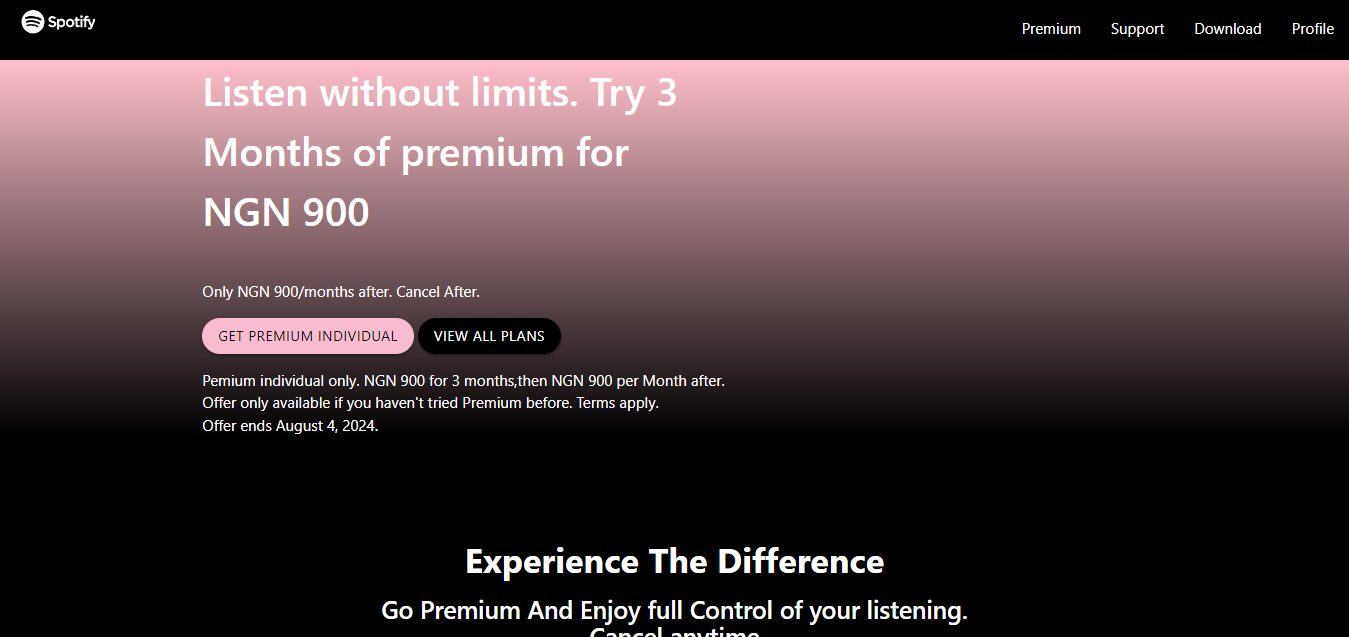 Spotify
Premium Support Download Profile
Listen without limits. Try 3
Months of premium for
NGN 900
Only NGN 900/months after. Cancel After.
GET PREMIUM INDIVIDUAL VIEW ALL PLANS
Pemium individual only. NGN 900 for 3 months,then NGN 900 per Month after.
Offer only available if you haven't tried Premium before. Terms apply.
Offer ends August 4, 2024.
Experience The Difference
Go Premium And Enjoy full Control of your listening.
Cancel anytime